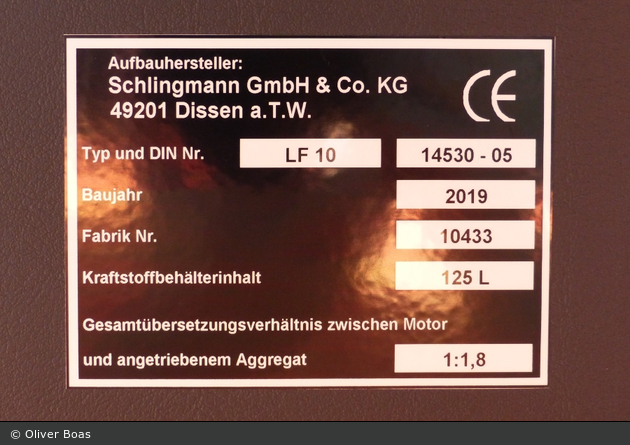 Aufbauhersteller:
Schlingmann GmbH & Co. KG
49201 Dissen a.T.W.
CE
Typ und DIN Nr. LF 10 14530 - 05
Baujahr 2019
Fabrik Nr. 10433
Kraftstoffbehälterinhalt 125 L
Gesamtübersetzungsverhältnis zwischen Motor
und angetriebenem Aggregat 1:1,8
© Oliver Boas